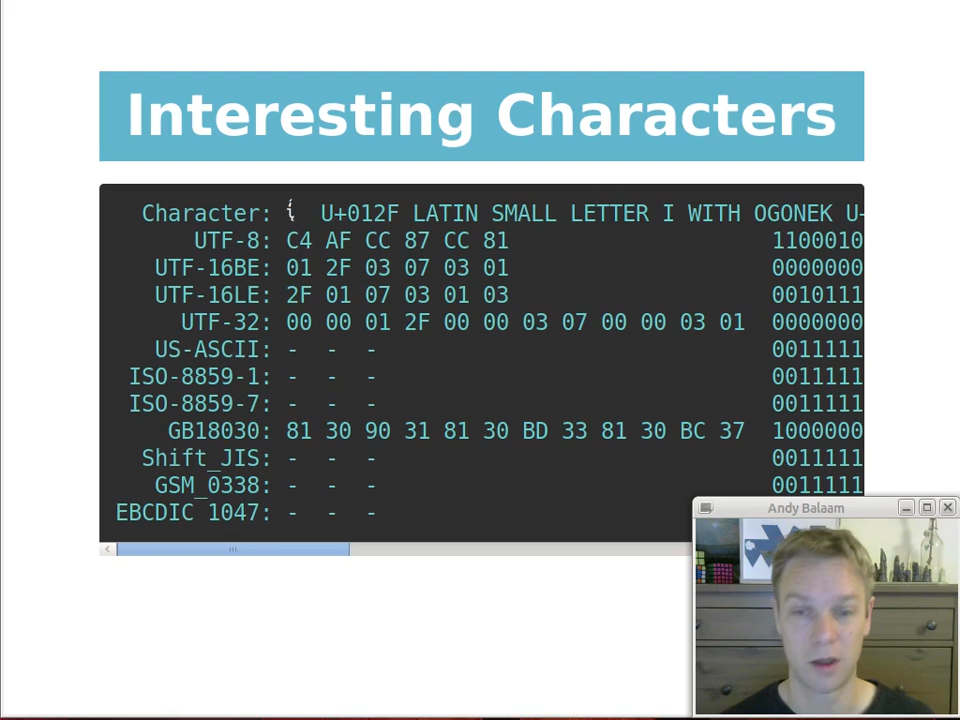 Interesting Characters
Character: į̇́ U+012F LATIN SMALL LETTER I WITH OGONEK U+
UTF-8: C4 AF CC 87 CC 81 1100010
UTF-16BE: 01 2F 03 07 03 01 0000000
UTF-16LE: 2F 01 07 03 01 03 0010111
UTF-32: 00 00 01 2F 00 00 03 07 00 00 03 01 0000000
US-ASCII: - - - 0011111
ISO-8859-1: - - - 0011111
ISO-8859-7: - - - 0011111
GB18030: 81 30 90 31 81 30 BD 33 81 30 BC 37 1000000
Shift_JIS: - - - 0011111
GSM_0338: - - - 0011111
EBCDIC 1047: - - -
Andy Balaam